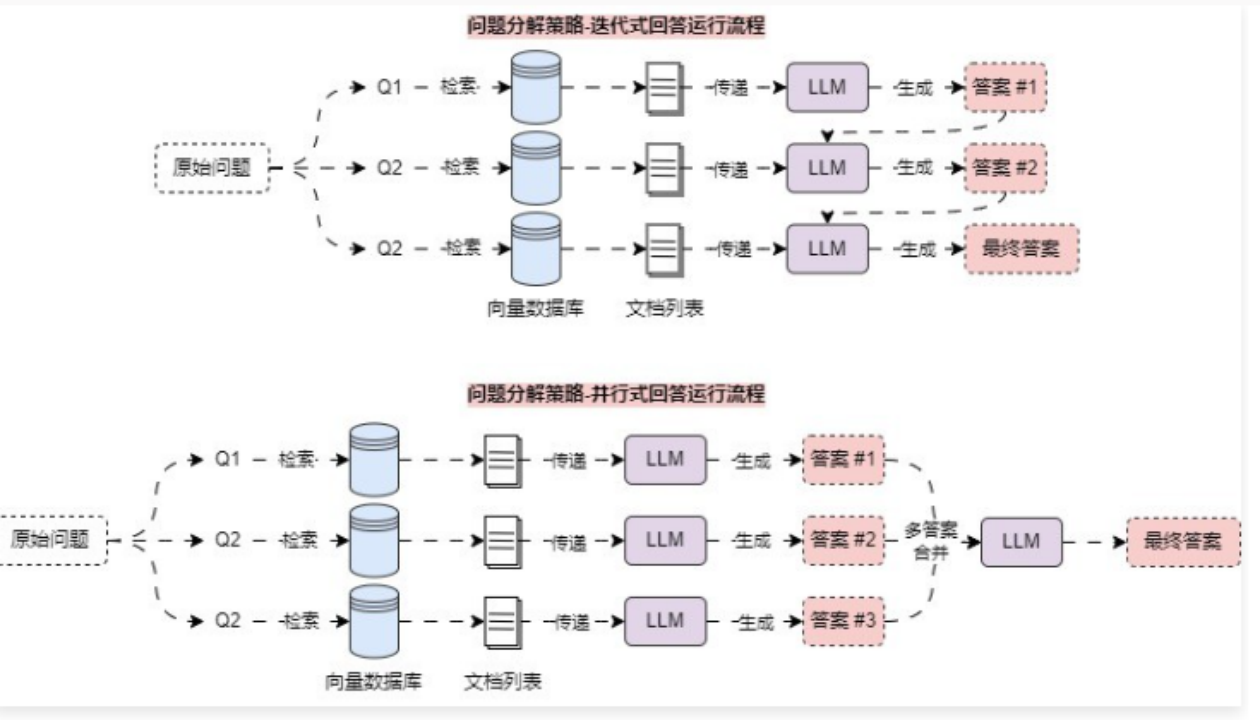 问题分解策略-迭代式回答运行流程
Q1 检索 传递 LLM 生成 答案 #1
原始问题 Q2 检索 传递 LLM 生成 答案 #2
Q2 检索 传递 LLM 生成 最终答案
向量数据库 文档列表
问题分解策略-并行式回答运行流程
Q1 检索 传递 LLM 生成 答案 #1
原始问题 Q2 检索 传递 LLM 生成 答案 #2 多答案 LLM 最终答案
合并
Q2 检索 传递 LLM 生成 答案 #3
向量数据库 文档列表